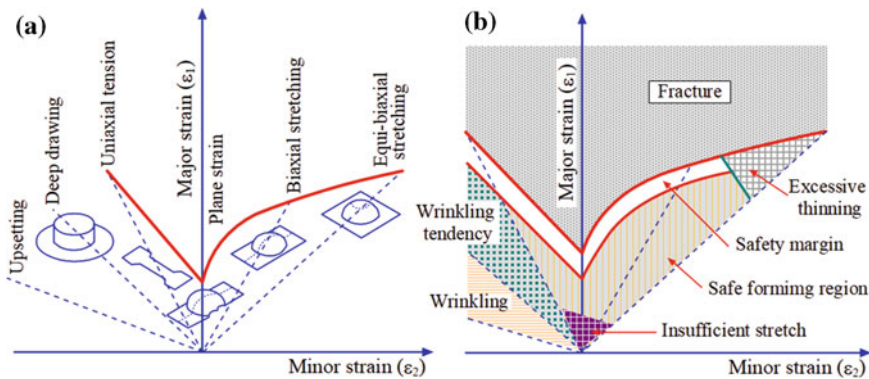 (a)
Upsetting
Deep drawing
Uniaxial tension
Major strain (ε1)
Plane strain
Biaxial stretching
Equi-biaxial
stretching
Minor strain (ε2)
(b)
Major strain (ε1)
Fracture
Wrinkling
tendency
Wrinkling
Excessive
thinning
Safety margin
Safe formimg region
Insufficient stretch
Minor strain (ε2)